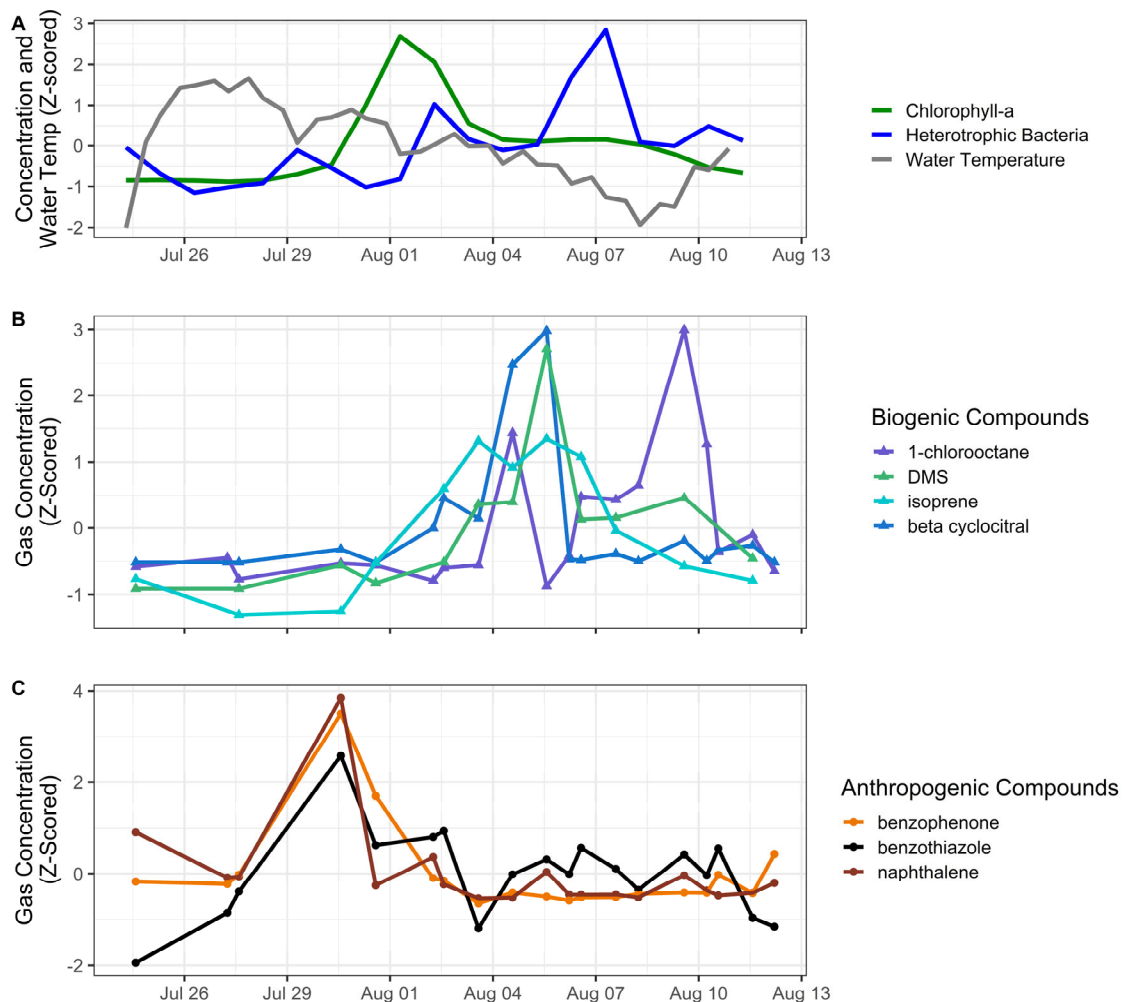 A
Concentration and
Water Temp (Z-scored)
3
2
1
0
-1
-2
Jul 26
Jul 29
Aug 01
Aug 04
Aug 07
Aug 10
Aug 13
Chlorophyll-a
Heterotrophic Bacteria
Water Temperature
B
Gas Concentration
(Z-Scored)
3
2
1
0
-1
Biogenic Compounds
1-chlorooctane
DMS
isoprene
beta cyclocitral
C
Gas Concentration
(Z-Scored)
4
2
0
-2
Jul 26
Jul 29
Aug 01
Aug 04
Aug 07
Aug 10
Aug 13
Anthropogenic Compounds
benzophenone
benzothiazole
naphthalene